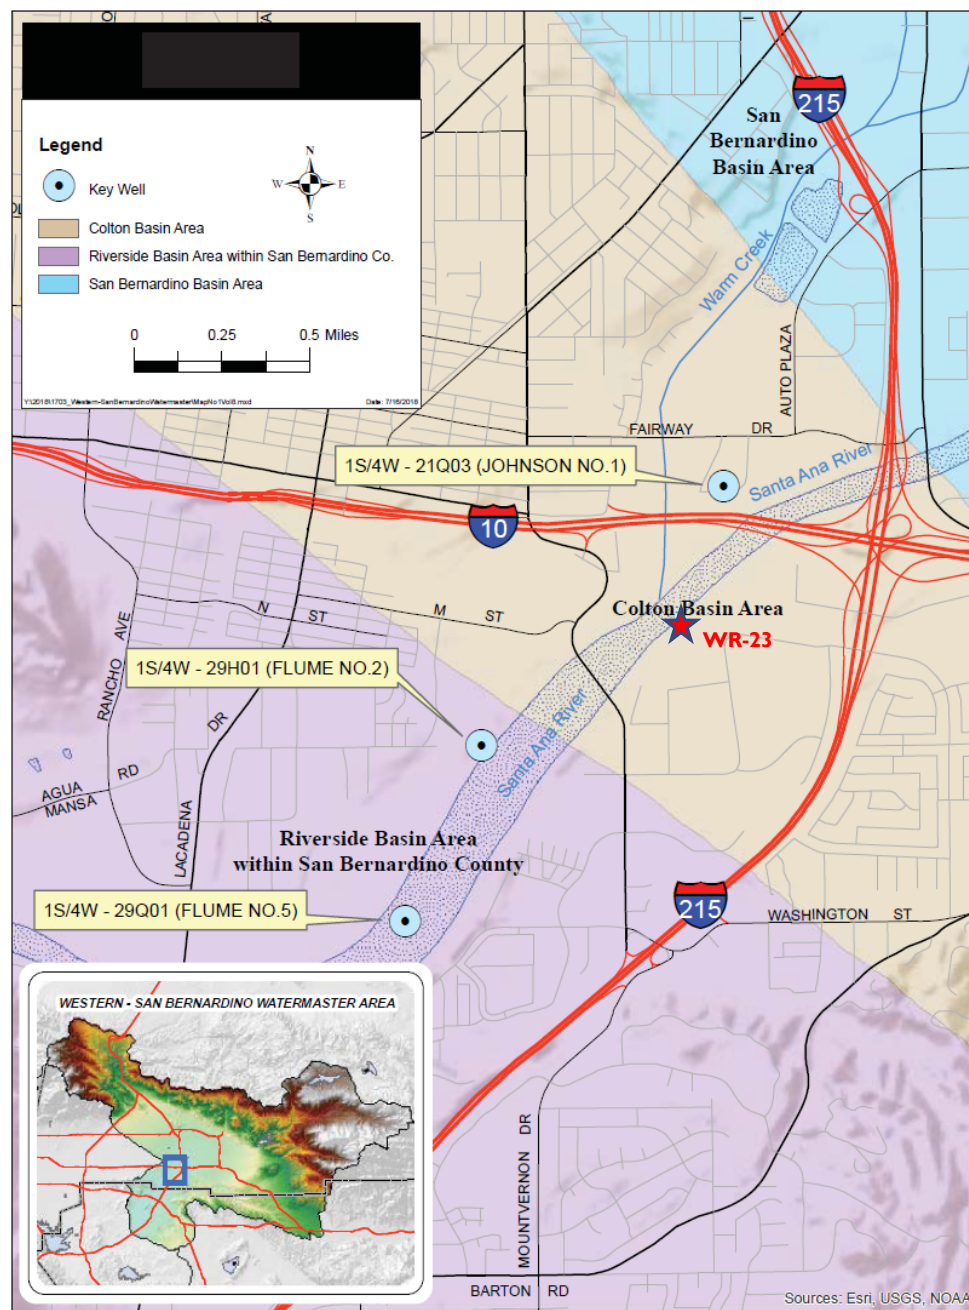 215
San
Bernardino
Basin Area
Legend
N
W
E
S
Key Well
Colton Basin Area
Riverside Basin Area within San Bernardino Co.
San Bernardino Basin Area
0 0.25 0.5 Miles
Date: 7/16/2018
Warm Creek
AUTO PLAZA
FAIRWAY DR
1S/4W - 21Q03 (JOHNSON NO.1)
Santa Ana River
10
N ST
M ST
Colton Basin Area
WR-23
RANCHO AVE
1S/4W - 29H01 (FLUME NO.2)
Santa Ana River
AGUA
MANSA
RD
LACADENA DR
Riverside Basin Area
within San Bernardino County
1S/4W - 29Q01 (FLUME NO.5)
215
WASHINGTON ST
WESTERN - SAN BERNARDINO WATERMASTER AREA
MOUNTVERNON DR
BARTON RD
Sources: Esri, USGS, NOAA